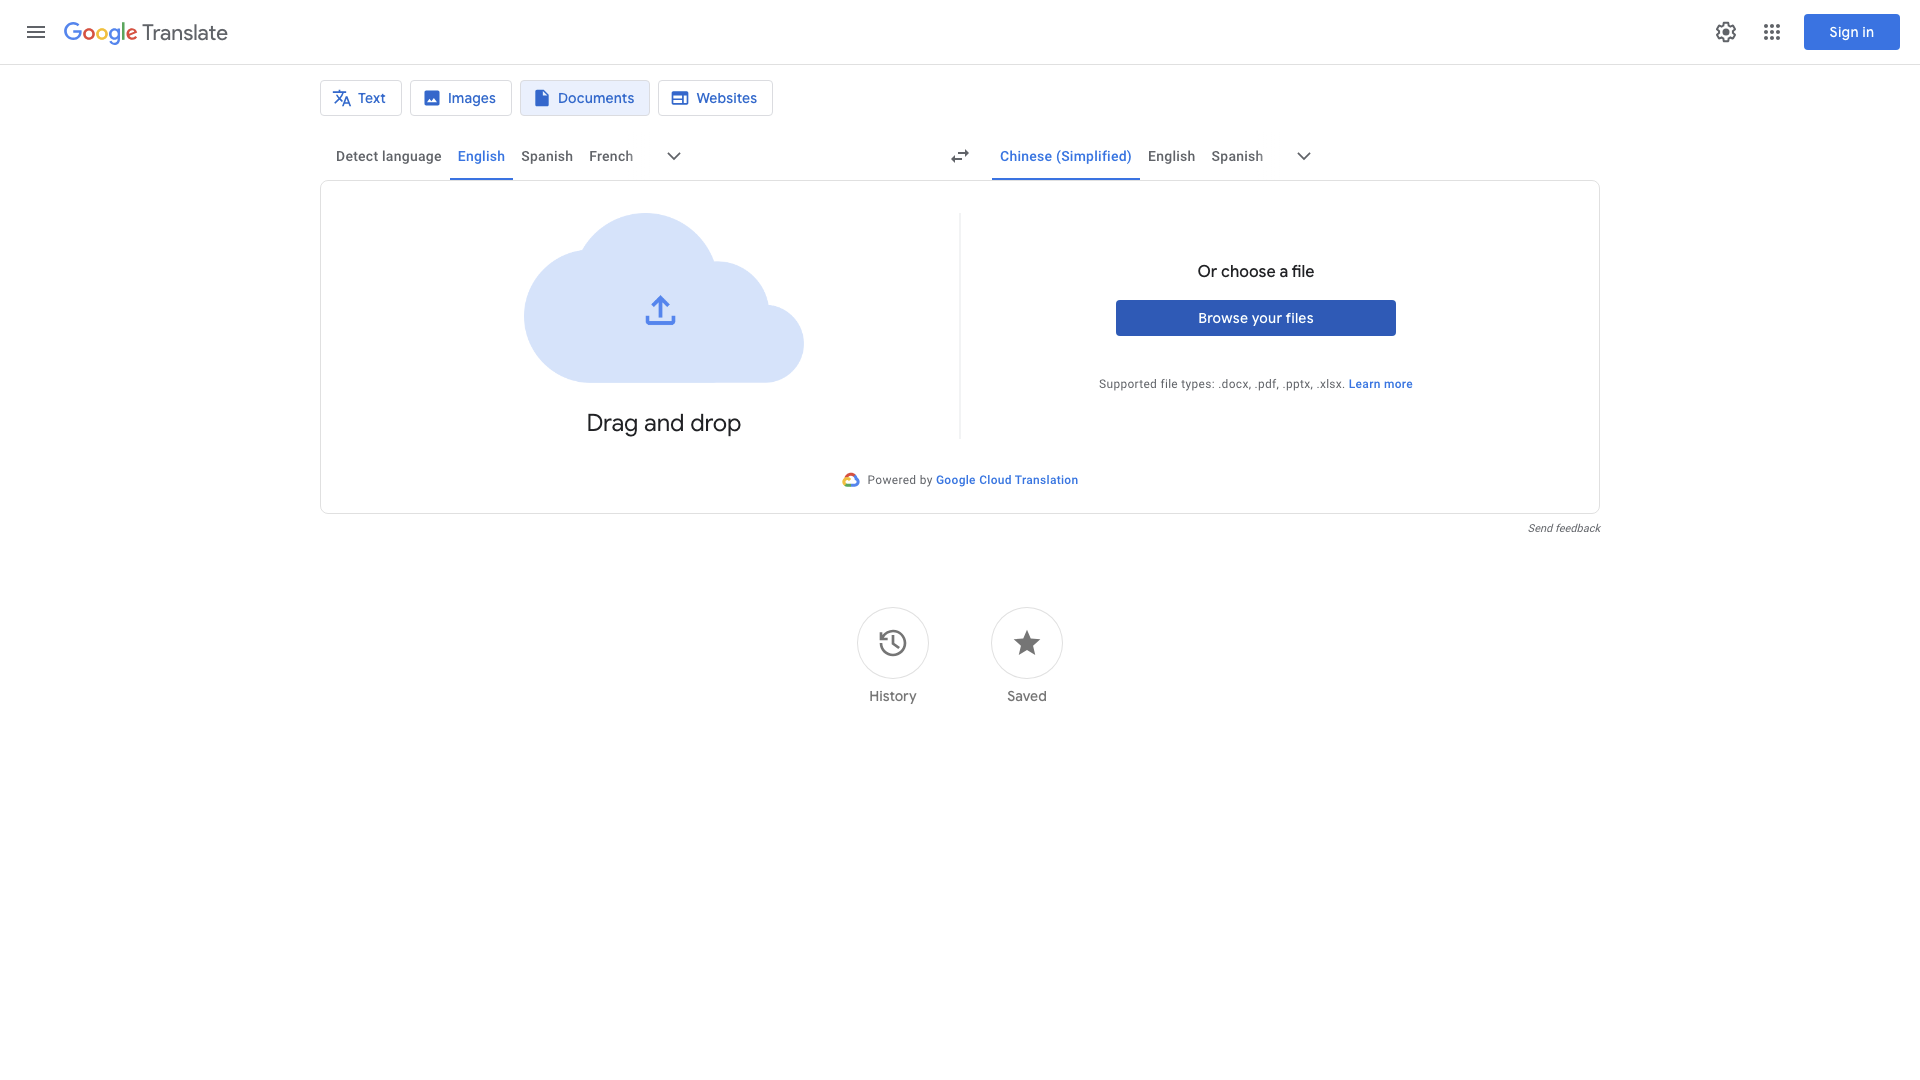 Google Translate
Sign in
Text
Images
Documents
Websites
Detect language
English
Spanish
French
Chinese (Simplified)
English
Spanish
Drag and drop
Or choose a file
Browse your files
Supported file types: .docx, .pdf, .pptx, .xlsx. Learn more
Powered by Google Cloud Translation
Send feedback
History
Saved